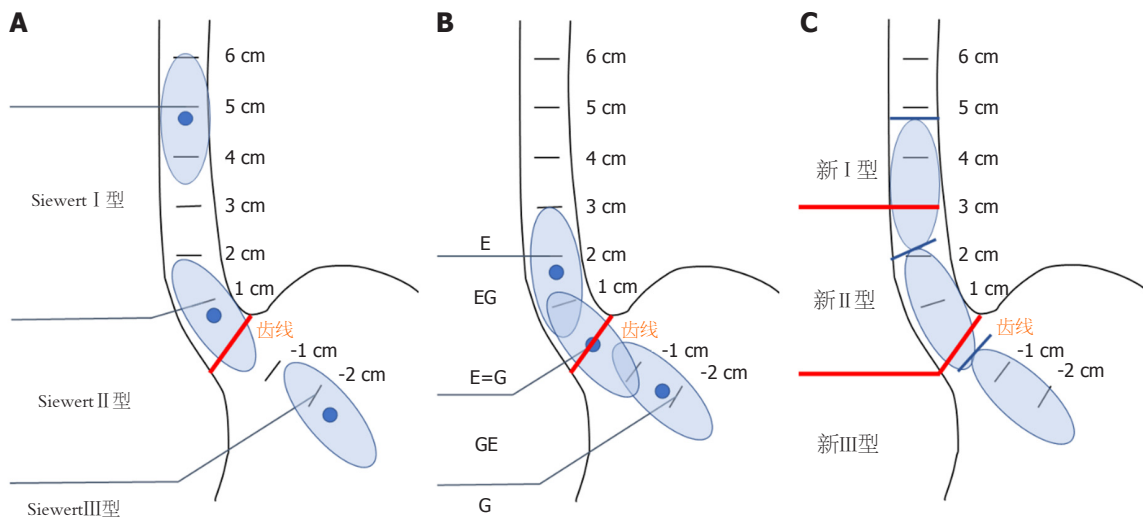 A
6 cm
5 cm
4 cm
3 cm
2 cm
1 cm
齿线
-1 cm
-2 cm
Siewert Ⅰ 型
Siewert Ⅱ 型
SiewertⅢ型
B
6 cm
5 cm
4 cm
3 cm
2 cm
1 cm
齿线
-1 cm
-2 cm
E
EG
E=G
GE
G
C
6 cm
5 cm
4 cm
3 cm
2 cm
1 cm
齿线
-1 cm
-2 cm
新 Ⅰ 型
新Ⅱ型
新Ⅲ型